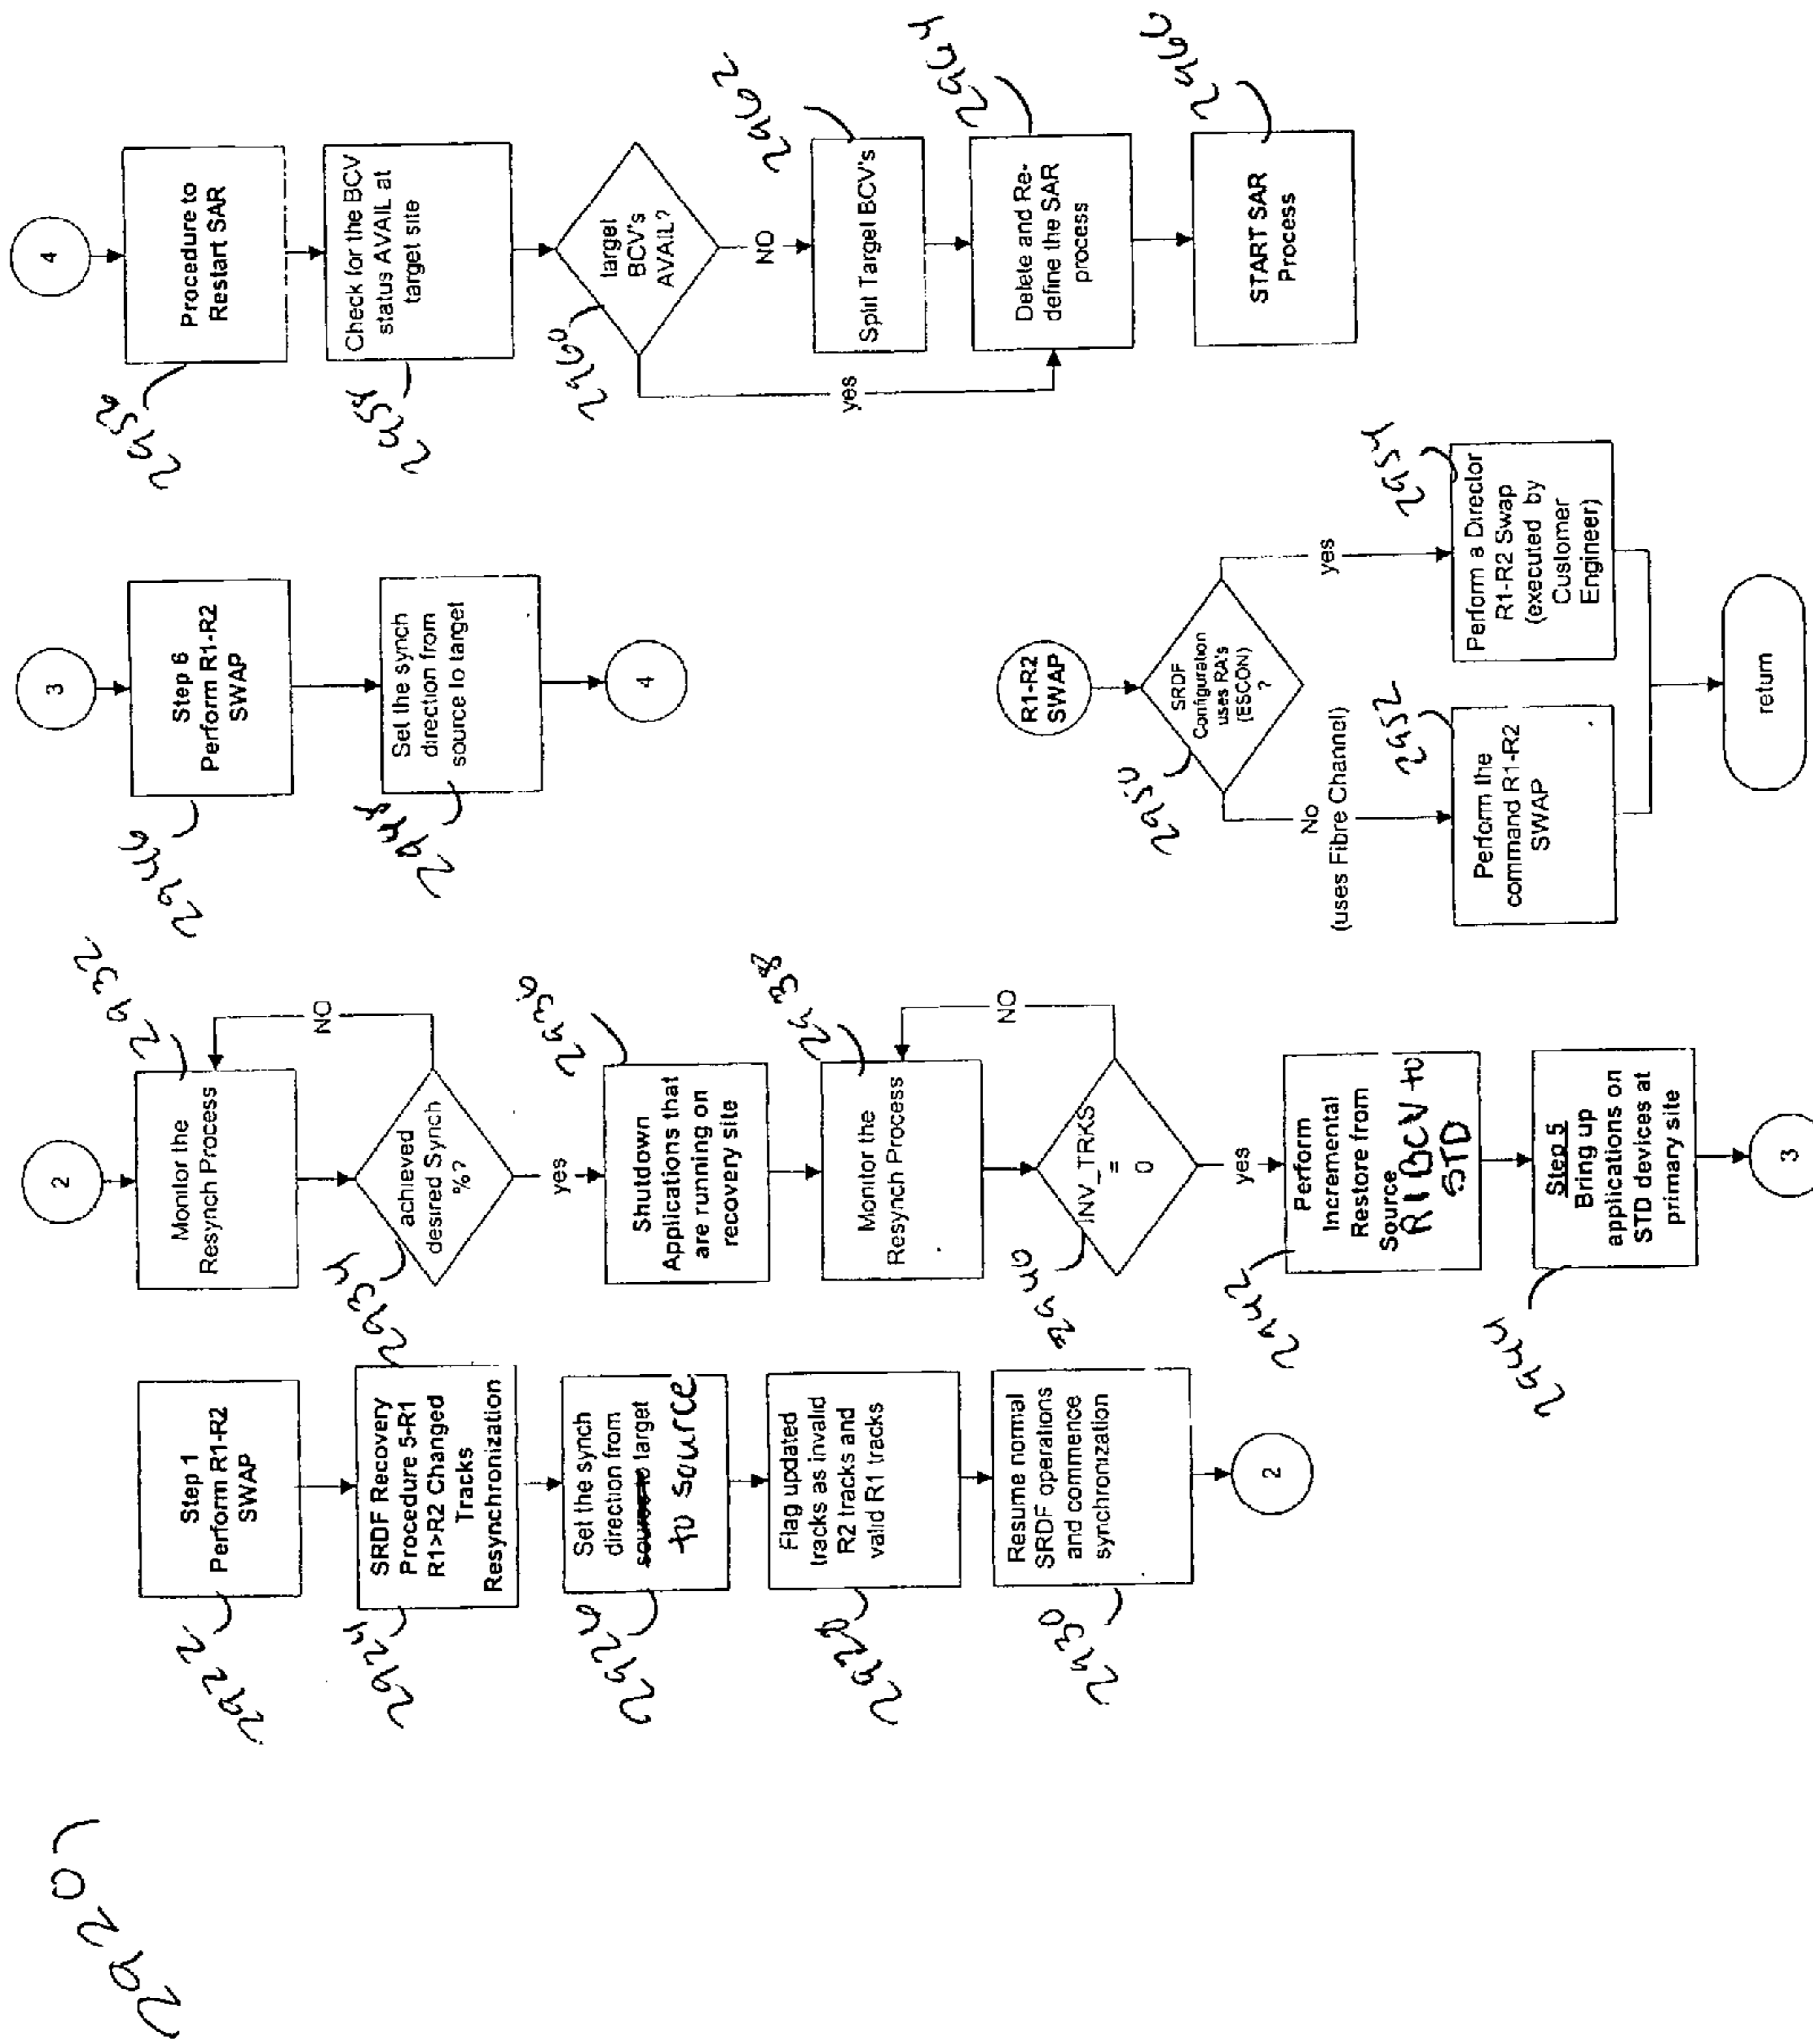 2920
2922
Step 1
Perform R1-R2
SWAP
2924
SRDF Recovery
Procedure 5-R1
R1>R2 Changed
Tracks
Resynchronization
2926
Set the synch
direction from
source to target
to source
Flag updated
tracks as invalid
R2 tracks and
valid R1 tracks
2930
Resume normal
SRDF operations
and commence
synchronization
2
2
2932
Monitor the
Resynch Process
2934
achieved
desired Synch
%?
NO
yes
2936
Shutdown
Applications that
are running on
recovery site
2938
Monitor the
Resynch Process
2940
INV_TRKS
=
0
NO
yes
2942
Perform
Incremental
Restore from
Source
R1BCV to
STD
2944
Step 5
Bring up
applications on
STD devices at
primary site
3
3
2946
Step 6
Perform R1-R2
SWAP
Set the synch
direction from
source to target
4
R1-R2
SWAP
2950
SRDF
Configuration
uses RA's
(ESCON)
?
No
(uses Fibre Channel)
yes
2952
Perform the
command R1-R2
SWAP
2954
Perform a Director
R1-R2 Swap
(executed by
Customer
Engineer)
return
4
2956
Procedure to
Restart SAR
Check for the BCV
status AVAIL at
target site
2960
target
BCV's
AVAIL?
NO
yes
2962
Split Target BCV's
2964
Delete and Re-
define the SAR
process
2966
START SAR
Process